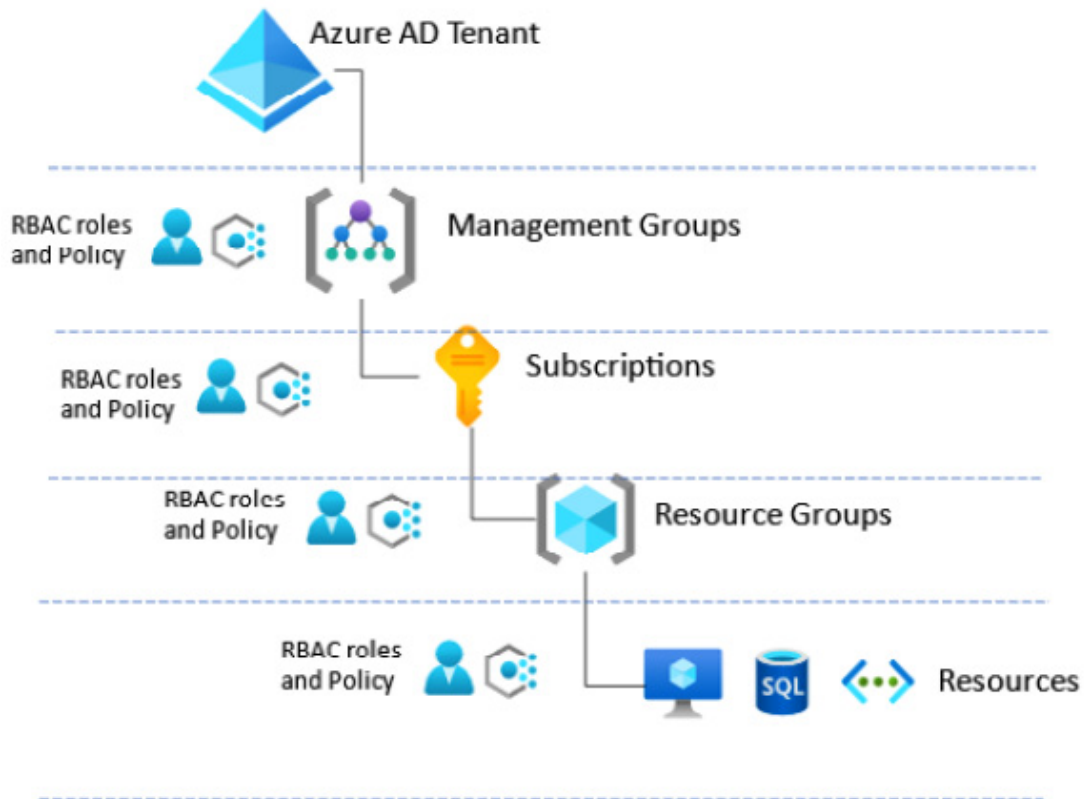 Azure AD Tenant
RBAC roles
and Policy
Management Groups
RBAC roles
and Policy
Subscriptions
RBAC roles
and Policy
Resource Groups
RBAC roles
and Policy
SQL
Resources